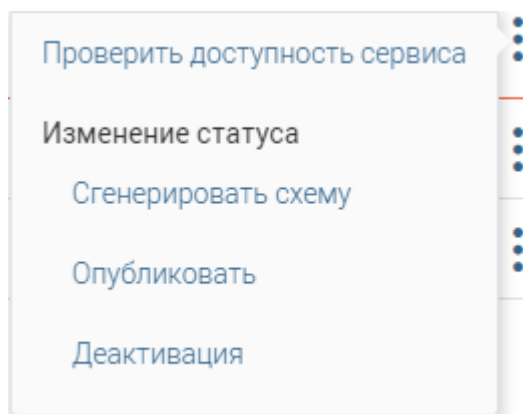 Проверить доступность сервиса
Изменение статуса
Сгенерировать схему
Опубликовать
Деактивация